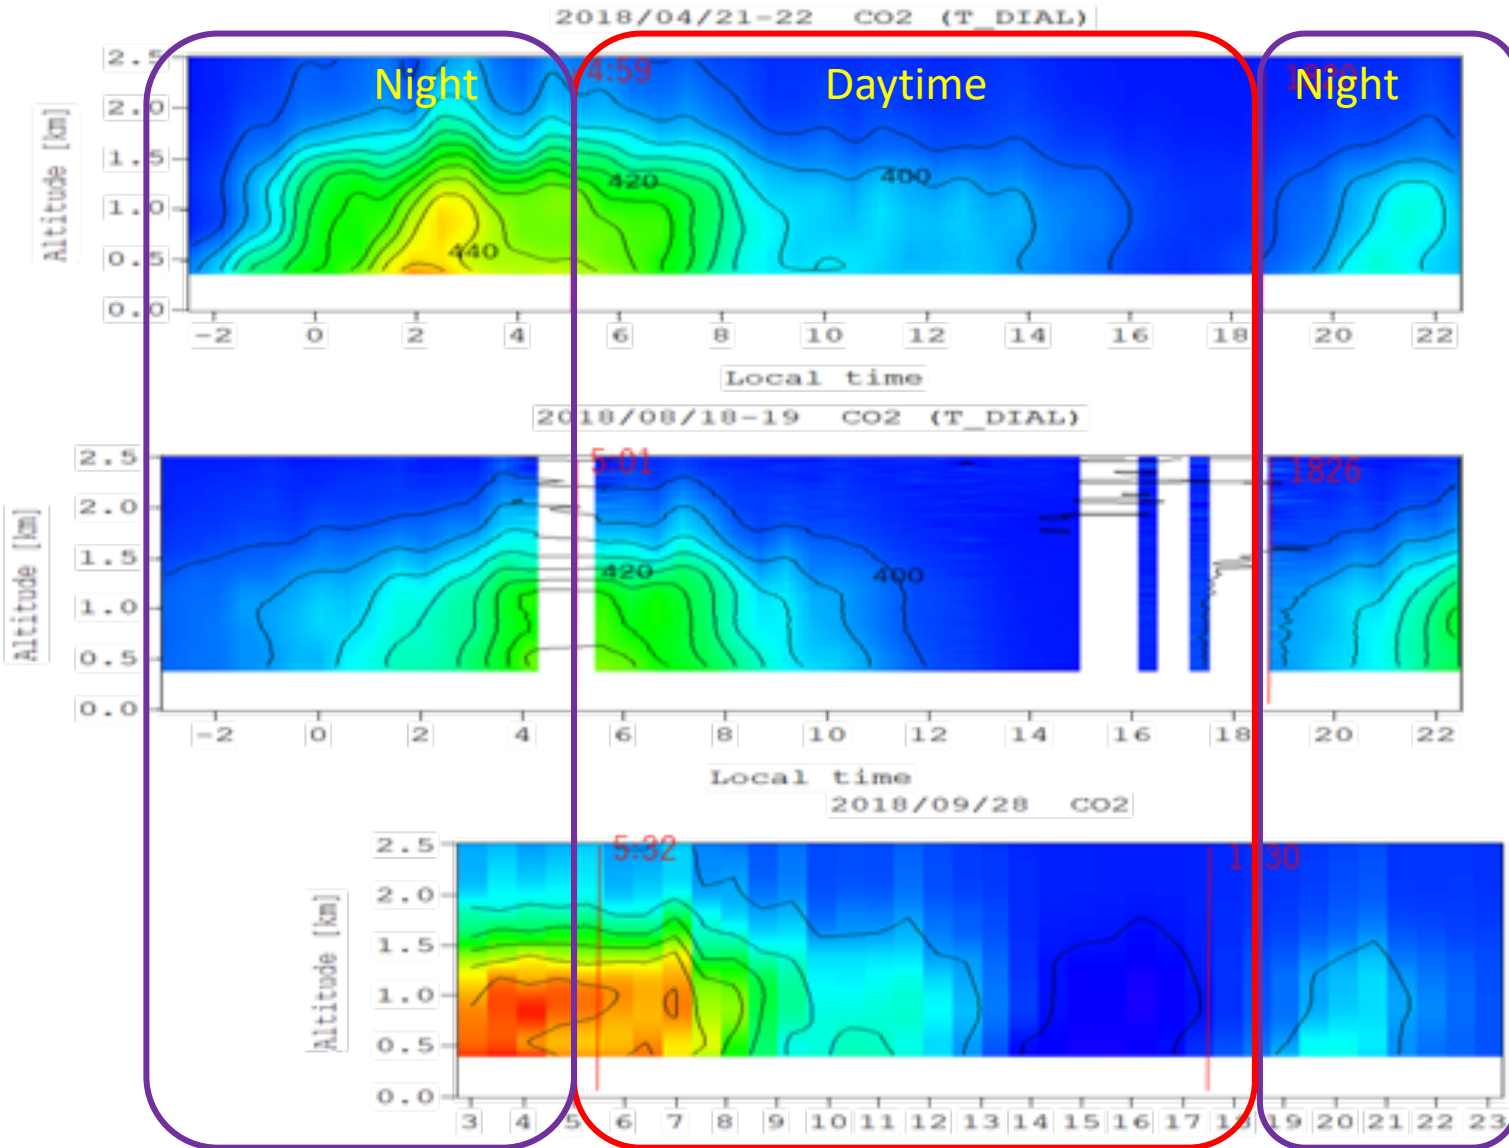 2018/04/21-22 CO2 (T_DIAL)
Night Daytime Night
4:59
Altitude [km]
2.5
2.0
1.5
1.0
0.5
0.0
420 400
440
-2 0 2 4 6 8 10 12 14 16 18 20 22
Local time
2018/08/18-19 CO2 (T_DIAL)
5:01 1826
Altitude [km]
2.5
2.0
1.5
1.0
0.5
0.0
420 400
-2 0 2 4 6 8 10 12 14 16 18 20 22
Local time
2018/09/28 CO2
5:32
Altitude [km]
2.5
2.0
1.5
1.0
0.5
0.0
3 4 5 6 7 8 9 10 11 12 13 14 15 16 17 18 19 20 21 22 23